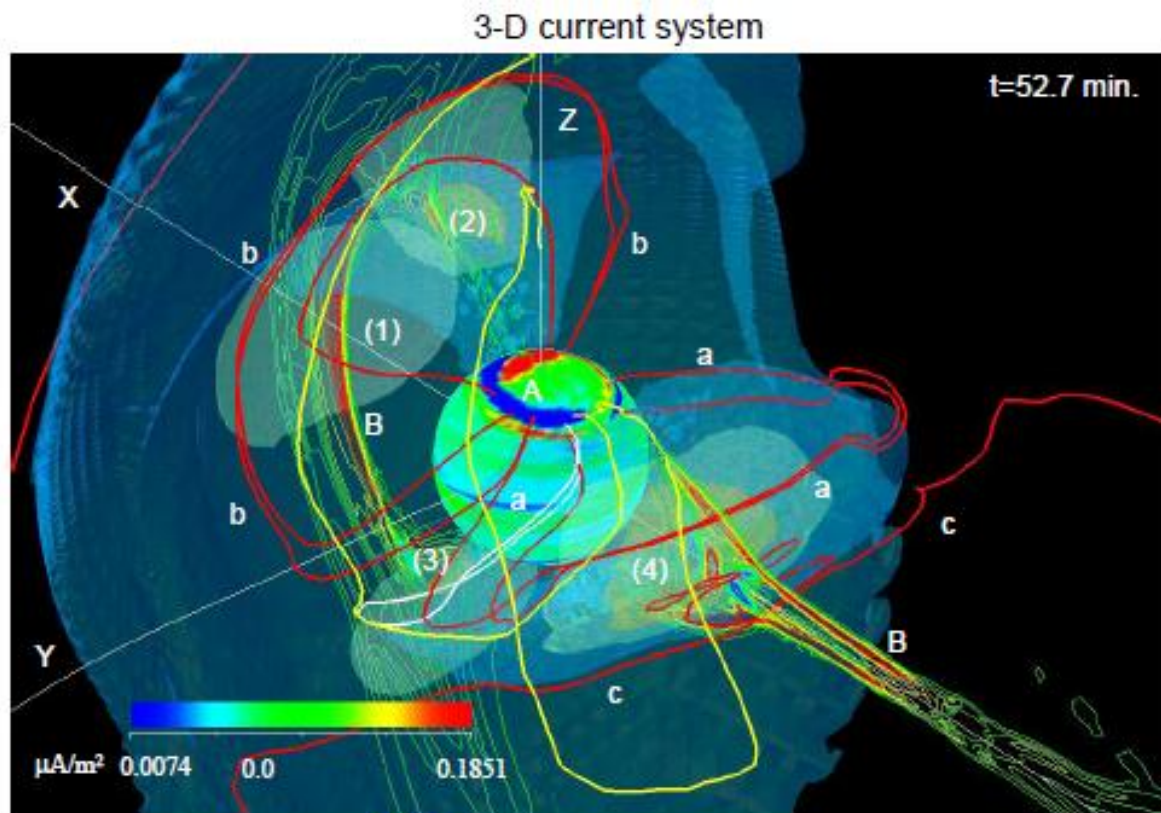 3-D current system
t=52.7 min.
Z
X
(2)
b
b
(1)
a
A
B
a
a
b
c
(3)
(4)
Y
B
c
μA/m² 0.0074 0.0 0.1851